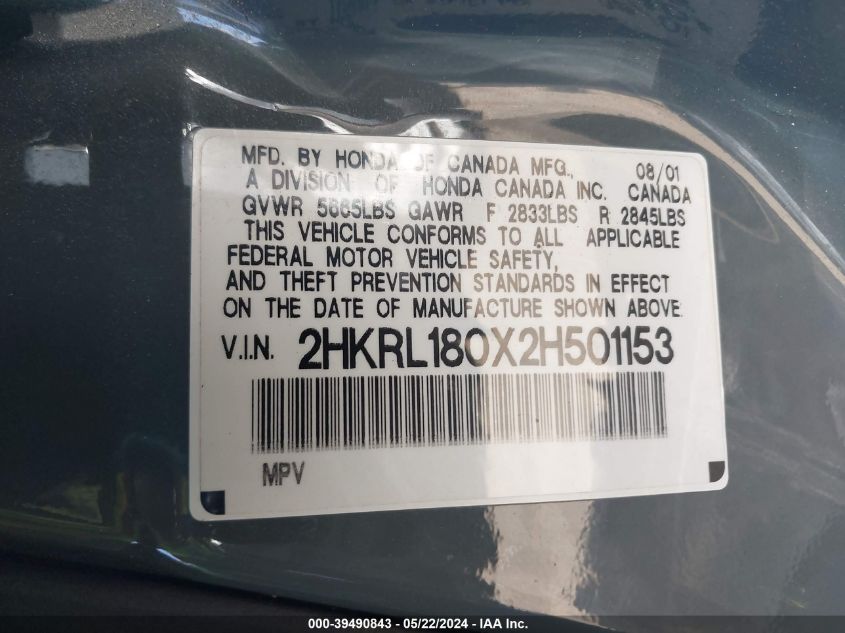 MFD. BY HONDA OF CANADA MFG., 08/01
A DIVISION OF HONDA CANADA INC. CANADA
GVWR 5665LBS GAWR F 2833LBS R 2845LBS
THIS VEHICLE CONFORMS TO ALL APPLICABLE
FEDERAL MOTOR VEHICLE SAFETY,
AND THEFT PREVENTION STANDARDS IN EFFECT
ON THE DATE OF MANUFACTURE SHOWN ABOVE.
V.I.N. 2HKRL180X2H501153
MPV
000-39490843 - 05/22/2024 - IAA Inc.